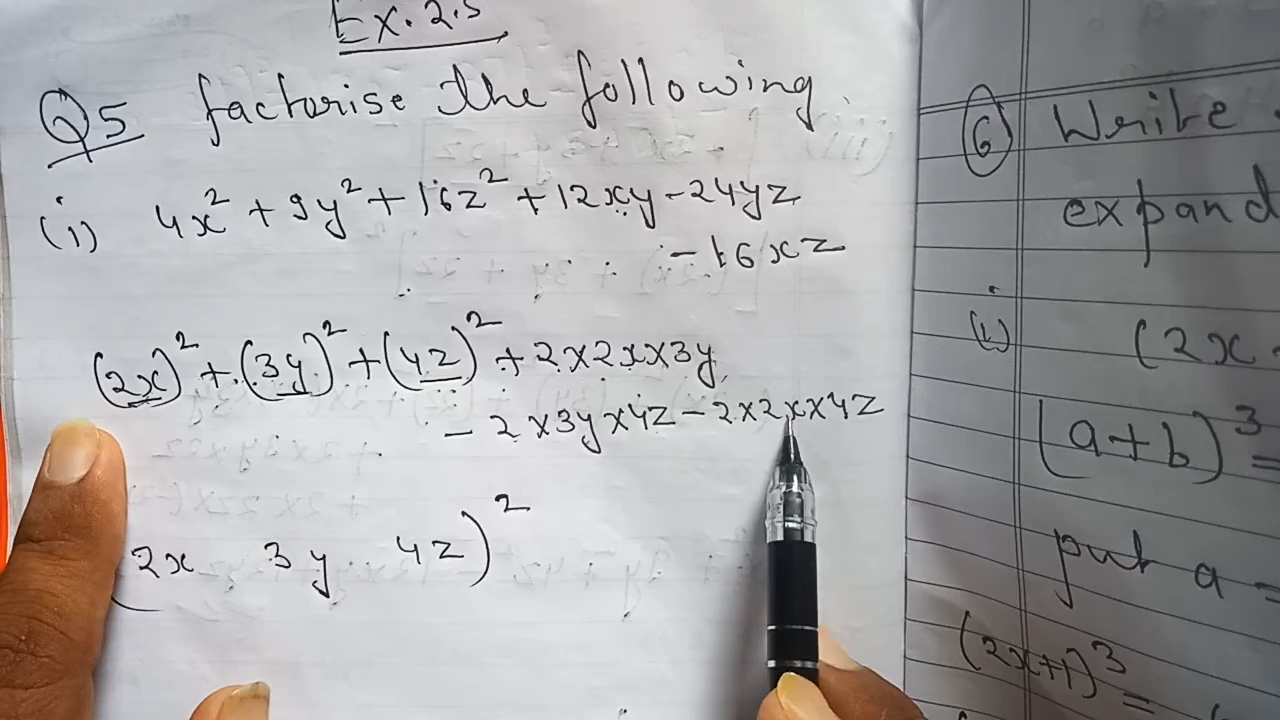 Ex. 2.5
Q5 factorise the following.
(i) 4x² + 9y² + 16z² + 12xy - 24yz
- 16xz
(2x)² + (3y)² + (4z)² + 2×2x×3y
- 2×3y×4z - 2×2x×4z
(2x 3y 4z)²
6 Write
expand
(i) (2x
(a+b)³ =
put a =
(2x+1)³ =